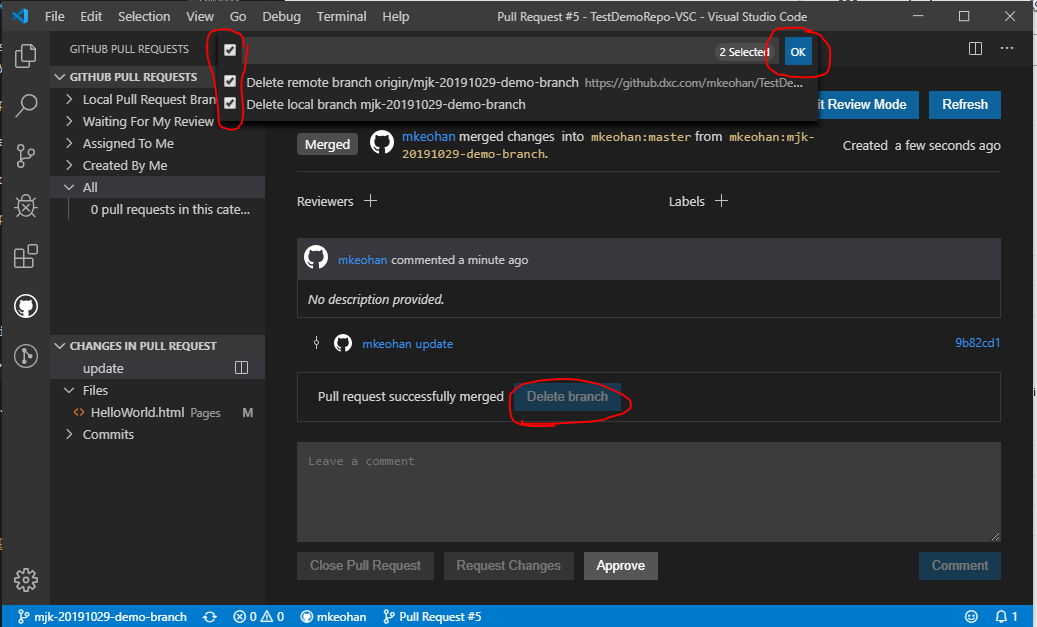 File Edit Selection View Go Debug Terminal Help Pull Request #5 - TestDemoRepo-VSC - Visual Studio Code
GITHUB PULL REQUESTS
2 Selected OK
Delete remote branch origin/mjk-20191029-demo-branch https://github.dxc.com/mkeohan/TestDe...
Delete local branch mjk-20191029-demo-branch
GITHUB PULL REQUESTS
Local Pull Request Bran
Waiting For My Review
Assigned To Me
Created By Me
All
0 pull requests in this cate...
CHANGES IN PULL REQUEST
update
Files
HelloWorld.html Pages M
Commits
it Review Mode Refresh
Merged mkeohan merged changes into mkeohan:master from mkeohan:mjk-
20191029-demo-branch.
Created a few seconds ago
Reviewers Labels
mkeohan commented a minute ago
No description provided.
mkeohan update 9b82cd1
Pull request successfully merged Delete branch
Leave a comment
Close Pull Request Request Changes Approve Comment
mjk-20191029-demo-branch 0 0 mkeohan Pull Request #5 1